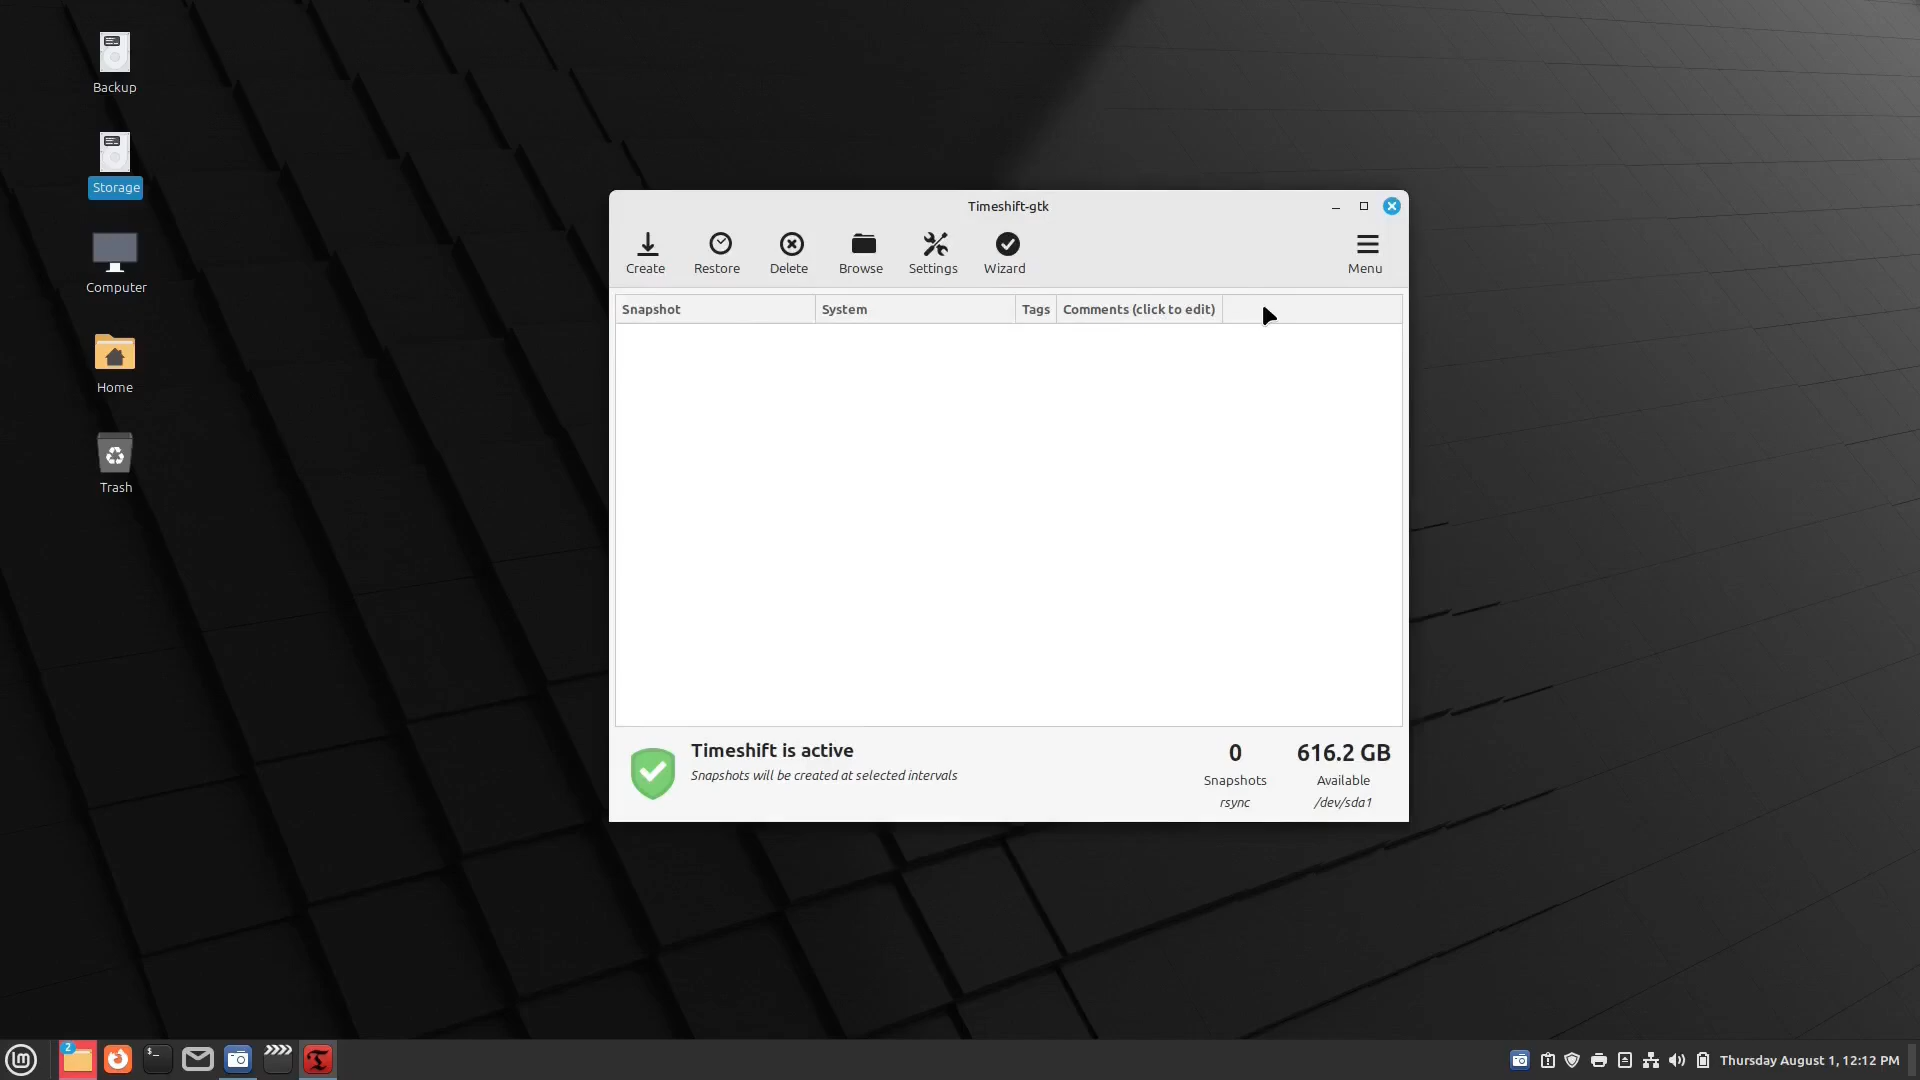 Backup
Storage
Computer
Home
Trash
Timeshift-gtk
Create Restore Delete Browse Settings Wizard Menu
Snapshot System Tags Comments (click to edit)
Timeshift is active
Snapshots will be created at selected intervals
0
Snapshots
rsync
616.2 GB
Available
/dev/sda1
lm
2
$_
Thursday August 1, 12:12 PM